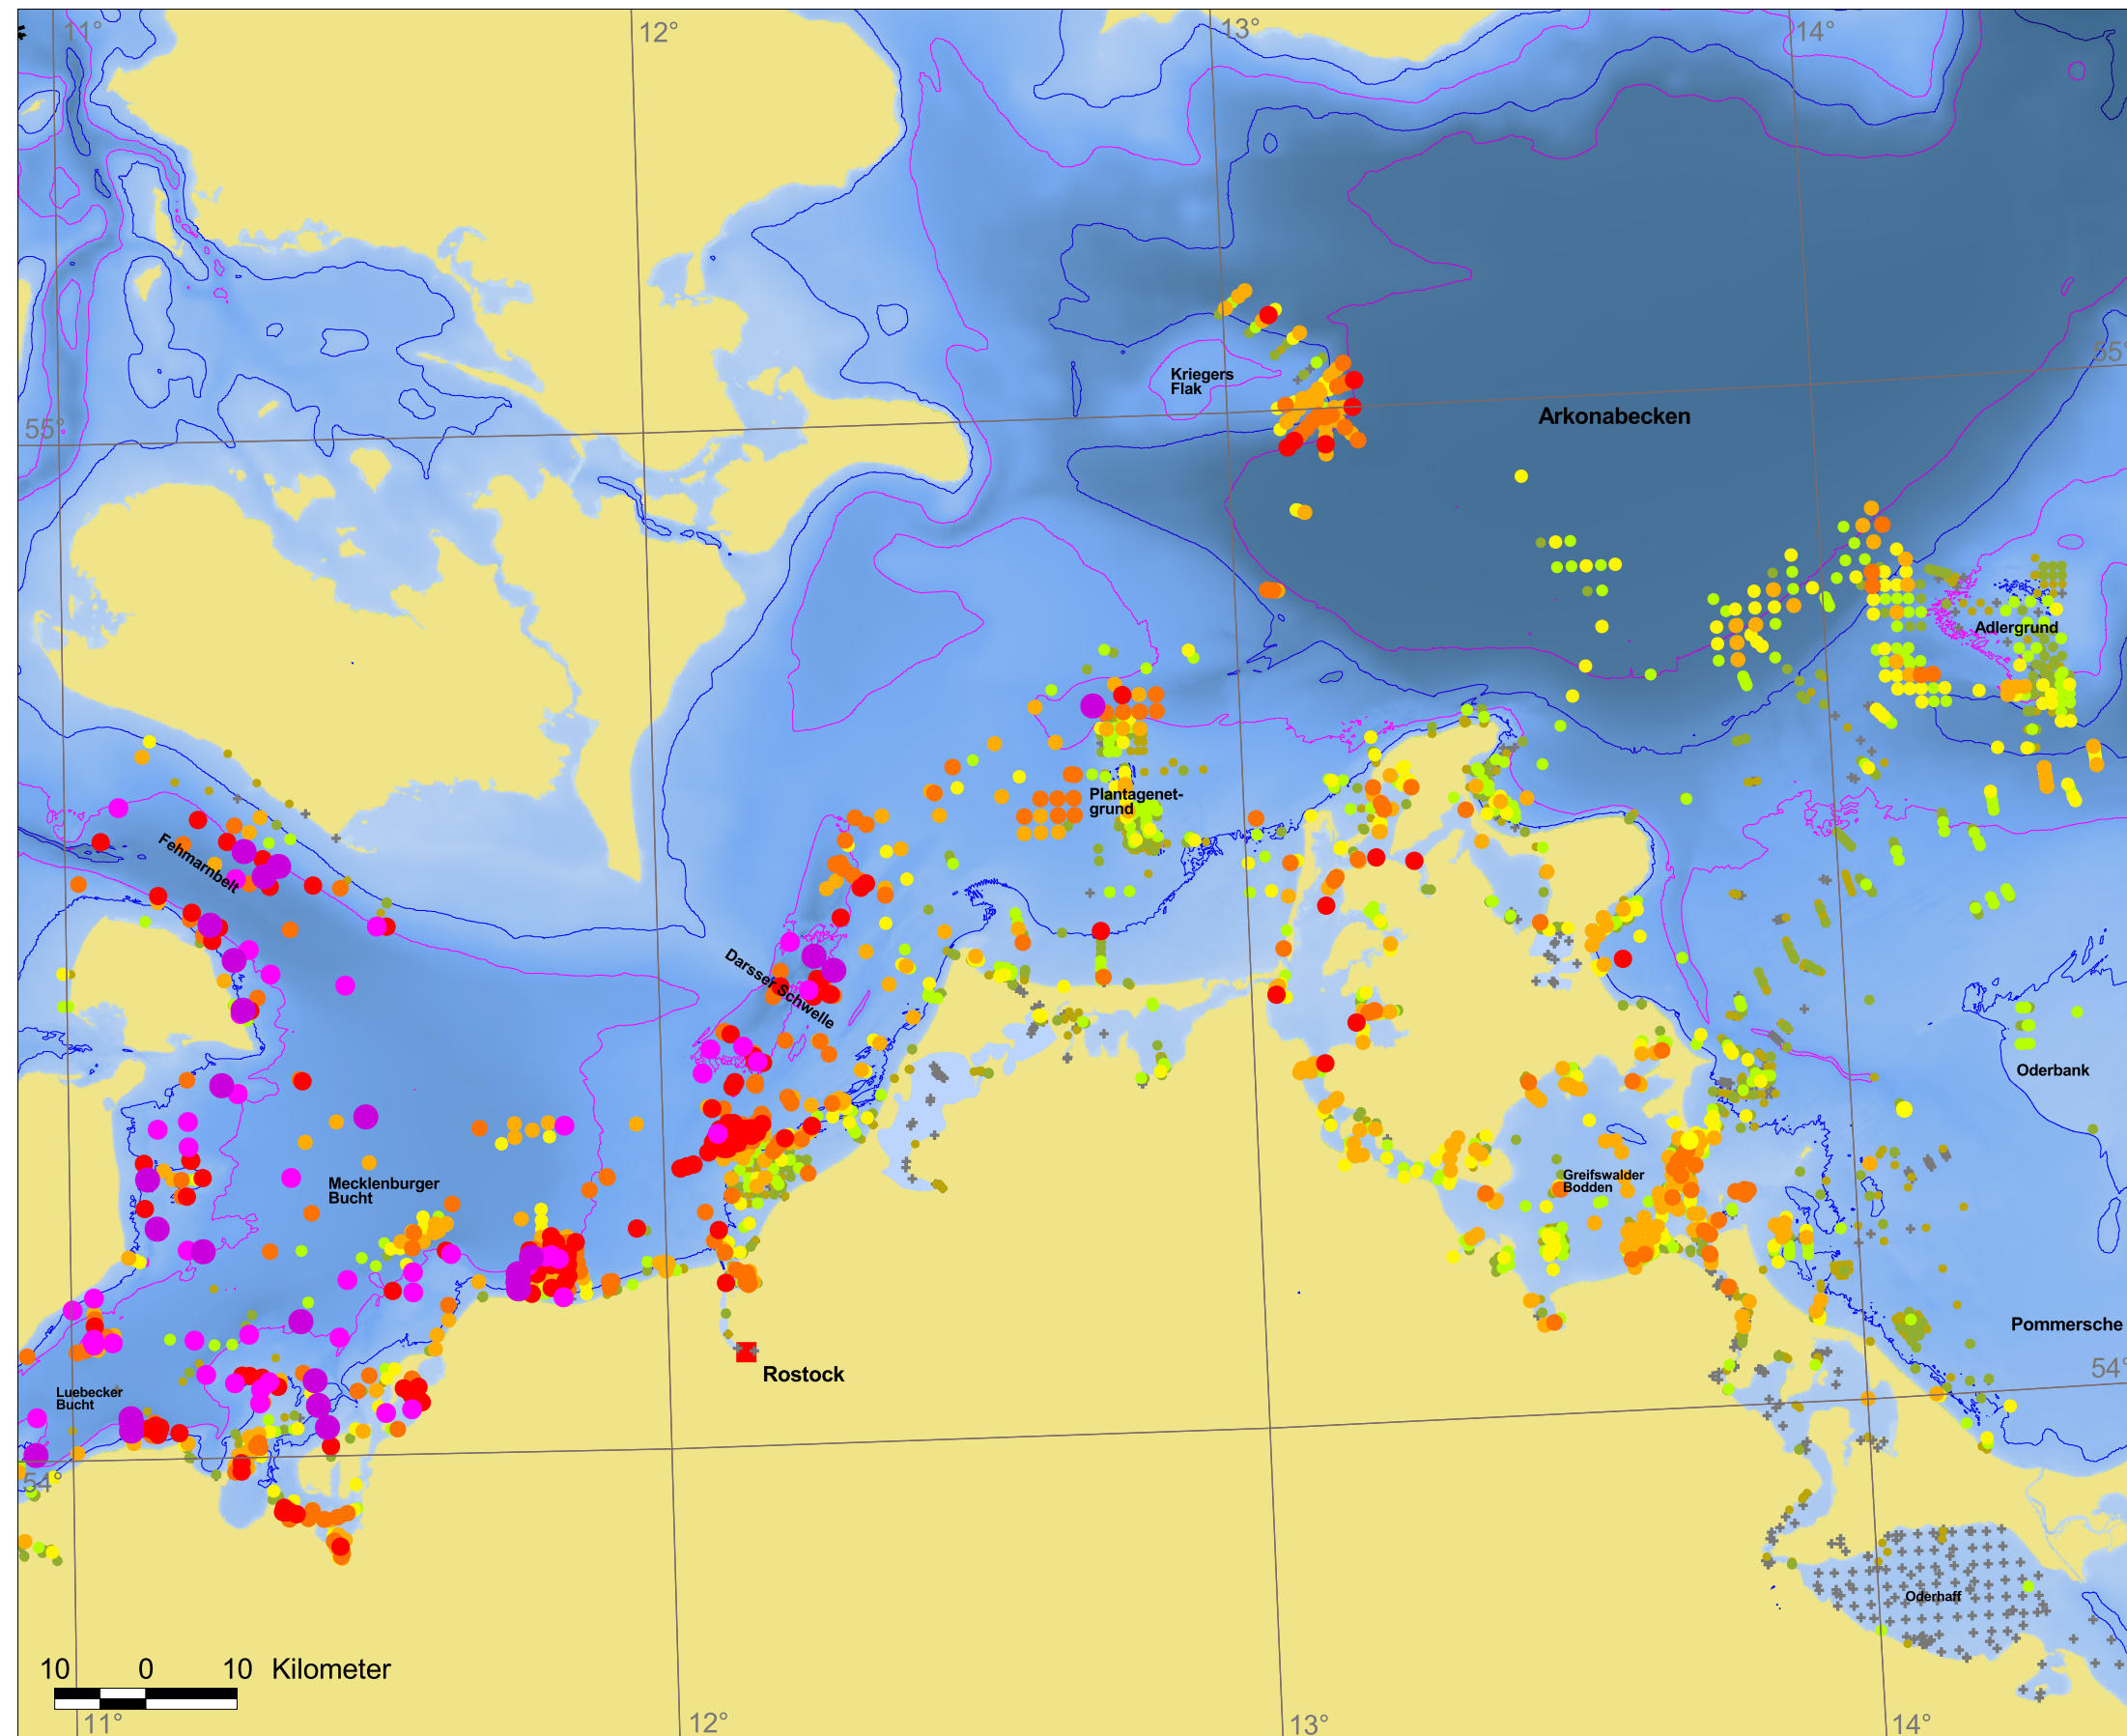 11°
12°
13°
14°
55°
Kriegers
Flak
Arkonabecken
55°
Adlergrund
Plantagenet-
grund
Fehmarnbelt
Darsser Schwelle
Oderbank
Mecklenburger
Bucht
Greifswalder
Bodden
Pommersche
Rostock
54°
Luebecker
Bucht
54°
Oderhaff
10 0 10 Kilometer
11°
12°
13°
14°